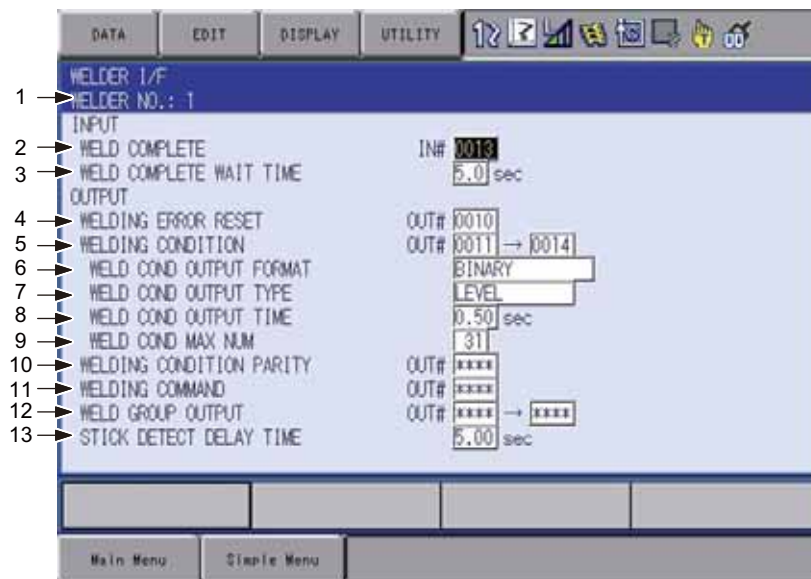 DATA EDIT DISPLAY UTILITY
WELDER I/F
1 WELDER NO.: 1
INPUT
2 WELD COMPLETE IN# 0013
3 WELD COMPLETE WAIT TIME 5.0 sec
OUTPUT
4 WELDING ERROR RESET OUT# 0010
5 WELDING CONDITION OUT# 0011 → 0014
6 WELD COND OUTPUT FORMAT BINARY
7 WELD COND OUTPUT TYPE LEVEL
8 WELD COND OUTPUT TIME 0.50 sec
9 WELD COND MAX NUM 31
10 WELDING CONDITION PARITY OUT# ****
11 WELDING COMMAND OUT# ****
12 WELD GROUP OUTPUT OUT# **** → ****
13 STICK DETECT DELAY TIME 5.00 sec
Main Menu Simple Menu